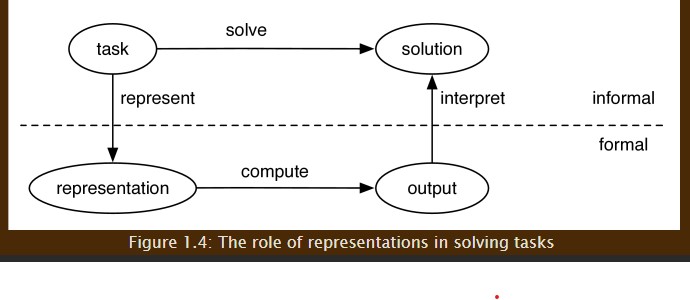 solve
task
solution
represent
interpret
informal
formal
compute
representation
output
Figure 1.4: The role of representations in solving tasks